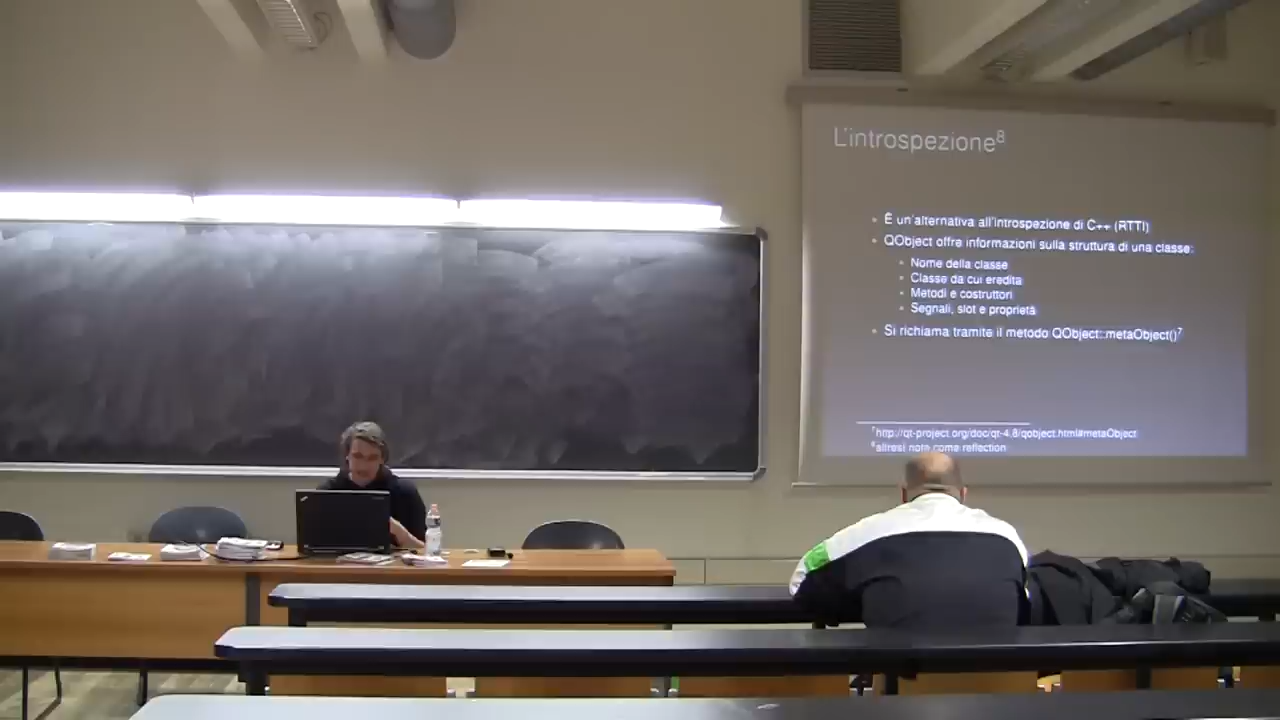 L'introspezione⁸
• È un'alternativa all'introspezione di C++ (RTTI)
• QObject offre informazioni sulla struttura di una classe:
• Nome della classe
• Classe da cui eredita
• Metodi e costruttori
• Segnali, slot e proprietà
• Si richiama tramite il metodo QObject::metaObject()⁷
⁷http://qt-project.org/doc/qt-4.8/qobject.html#metaObject
⁸altresì noto come reflection